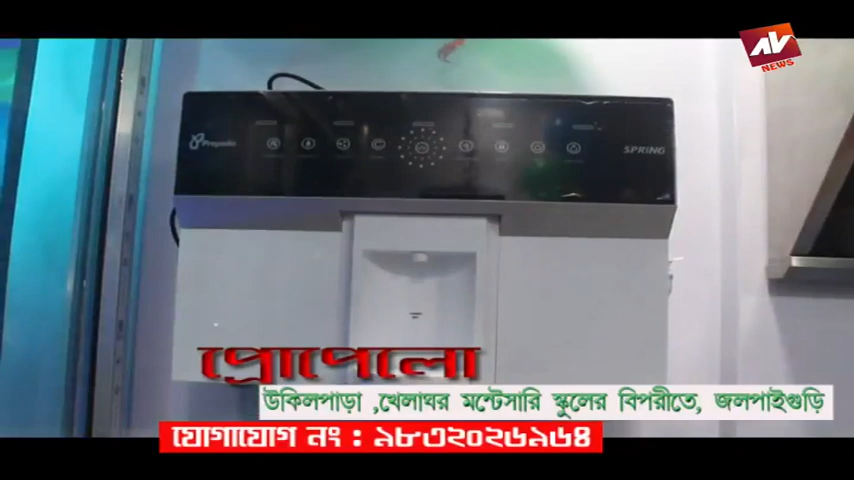 AV
NEWS
SPRING
প্রোপেলো
উকিলপাড়া ,খেলাঘর মন্টেসারি স্কুলের বিপরীতে, জলপাইগুড়ি
যোগাযোগ নং : ৯৮৩২০২৬৯৬৪